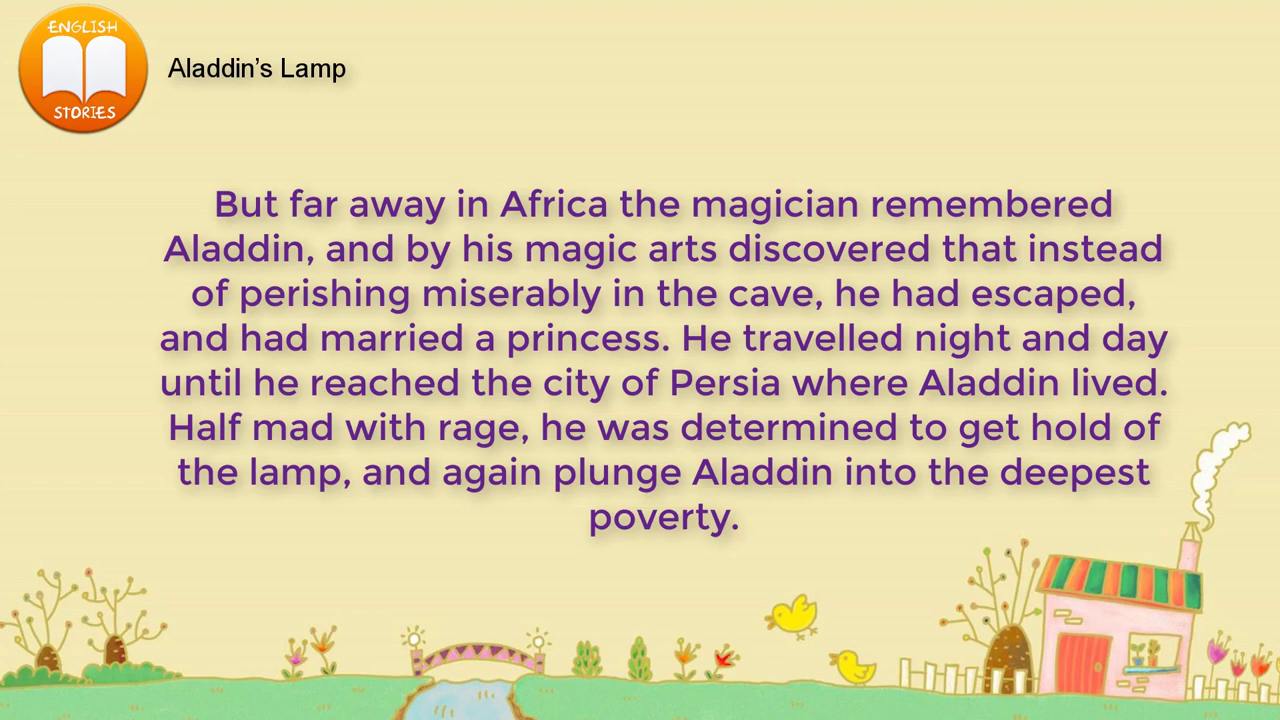 ENGLISH
STORIES
Aladdin’s Lamp
But far away in Africa the magician remembered
Aladdin, and by his magic arts discovered that instead
of perishing miserably in the cave, he had escaped,
and had married a princess. He travelled night and day
until he reached the city of Persia where Aladdin lived.
Half mad with rage, he was determined to get hold of
the lamp, and again plunge Aladdin into the deepest
poverty.